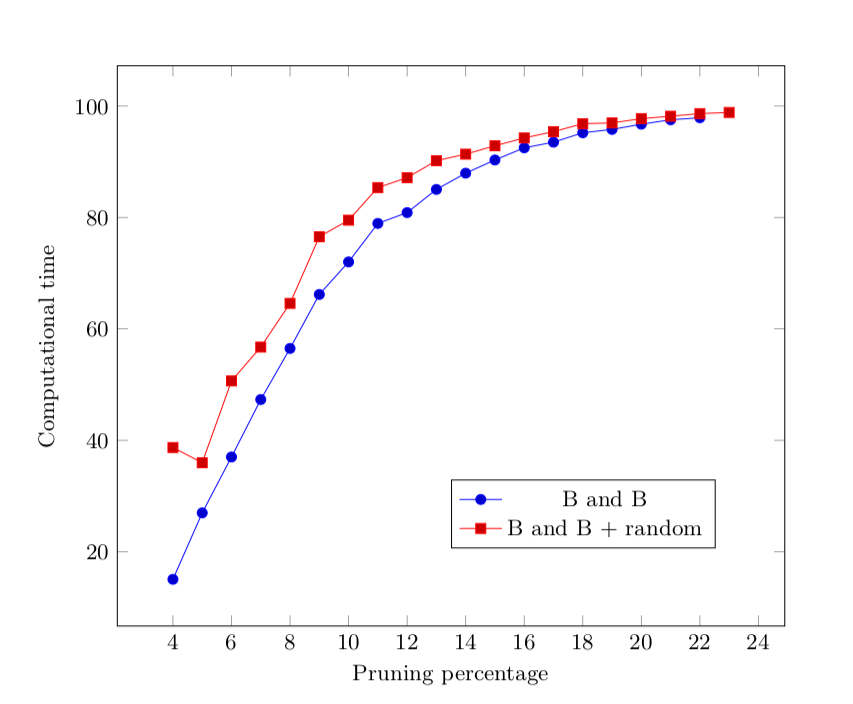 100
80
60
40
20
Computational time
B and B
B and B + random
4 6 8 10 12 14 16 18 20 22 24
Pruning percentage